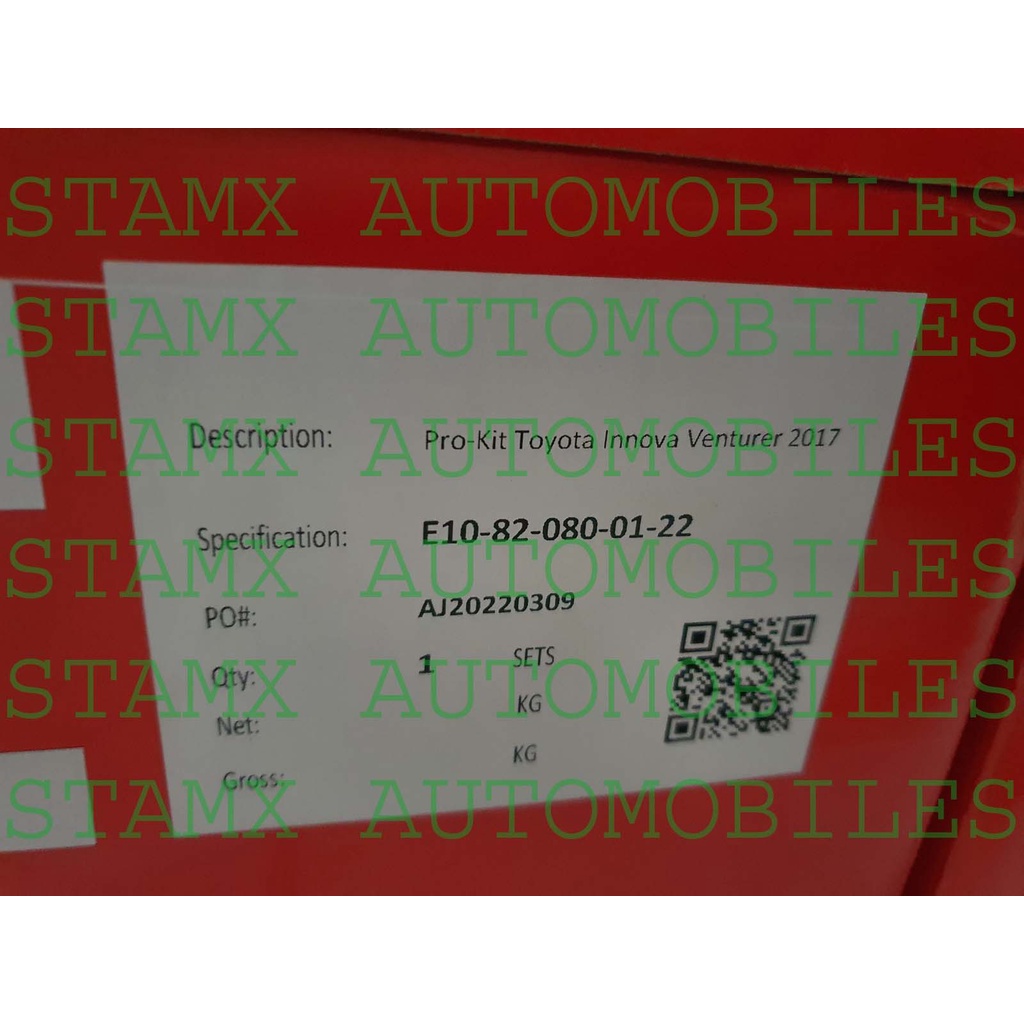 STAMX AUTOMOBILES
STAMX AUTOMOBILES
Description: Pro-Kit Toyota Innova Venturer 2017
STAMX AUTOMOBILES
Specification: E10-82-080-01-22
STAMX AUTOMOBILES
PO#: AJ20220309
Qty: 1 SETS
STAMX AUTOMOBILES
Net: KG
Gross: KG
STAMX AUTOMOBILES